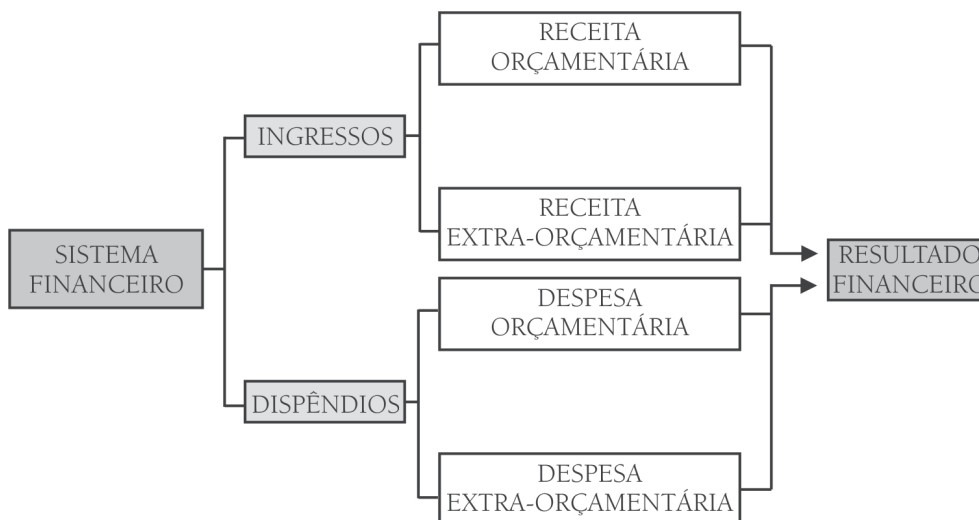 RECEITA
ORÇAMENTÁRIA
INGRESSOS
RECEITA
EXTRA-ORÇAMENTÁRIA
SISTEMA
FINANCEIRO
RESULTADO
FINANCEIRO
DESPESA
ORÇAMENTÁRIA
DISPÊNDIOS
DESPESA
EXTRA-ORÇAMENTÁRIA